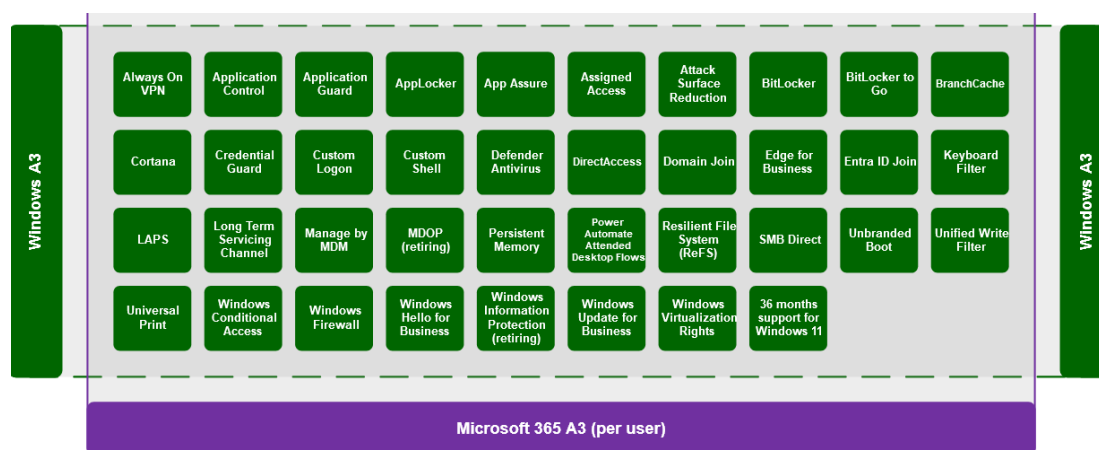 Windows A3
Always On
VPN
Application
Control
Application
Guard
AppLocker
App Assure
Assigned
Access
Attack
Surface
Reduction
BitLocker
BitLocker to
Go
BranchCache
Cortana
Credential
Guard
Custom
Logon
Custom
Shell
Defender
Antivirus
DirectAccess
Domain Join
Edge for
Business
Entra ID Join
Keyboard
Filter
LAPS
Long Term
Servicing
Channel
Manage by
MDM
MDOP
(retiring)
Persistent
Memory
Power
Automate
Attended
Desktop Flows
Resilient File
System
(ReFS)
SMB Direct
Unbranded
Boot
Unified Write
Filter
Universal
Print
Windows
Conditional
Access
Windows
Firewall
Windows
Hello for
Business
Windows
Information
Protection
(retiring)
Windows
Update for
Business
Windows
Virtualization
Rights
36 months
support for
Windows 11
Windows A3
Microsoft 365 A3 (per user)